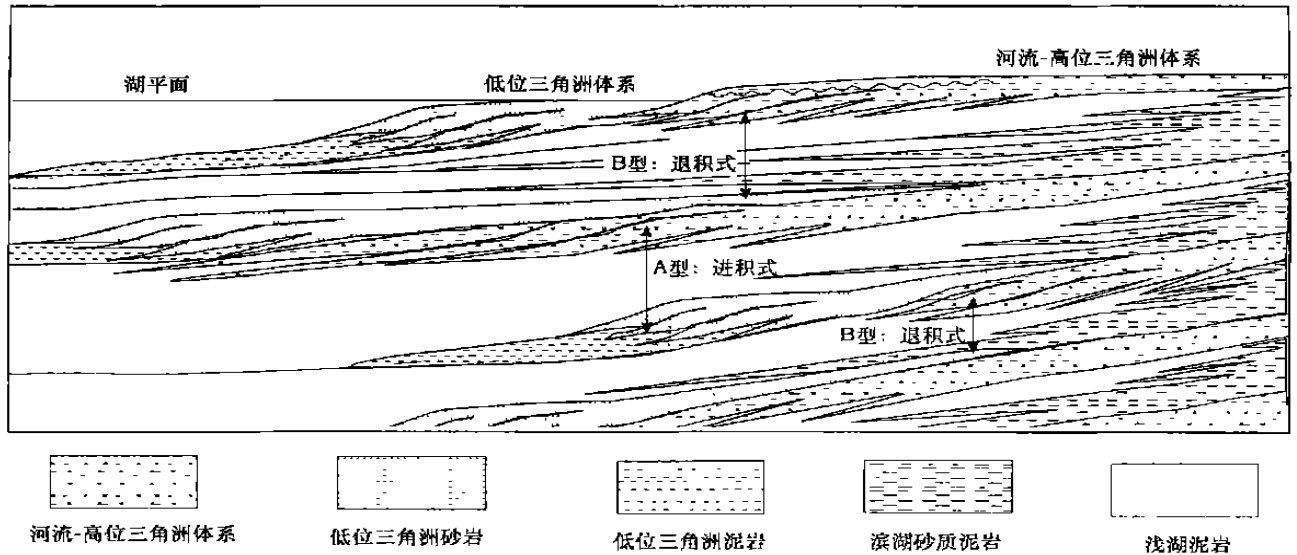 河流-高位三角洲体系
湖平面
低位三角洲体系
B型：退积式
A型：进积式
B型：退积式
河流-高位三角洲体系
低位三角洲砂岩
低位三角洲泥岩
滨湖砂质泥岩
浅湖泥岩